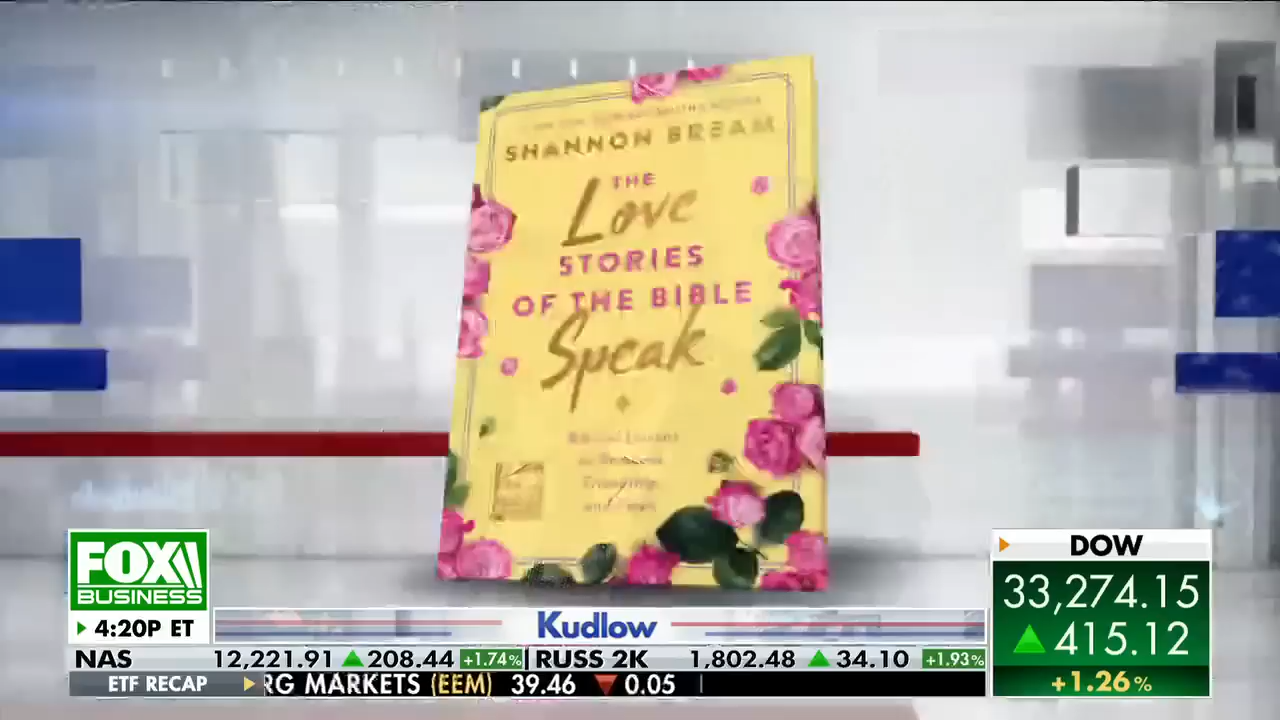 SHANNON BREAM
THE
Love
STORIES
OF THE BIBLE
Speak
FOX
BUSINESS
4:20P ET
Kudlow
DOW
33,274.15
415.12
+1.26%
NAS 12,221.91 208.44 +1.74% RUSS 2K 1,802.48 34.10 +1.93%
ETF RECAP RG MARKETS (EEM) 39.46 0.05